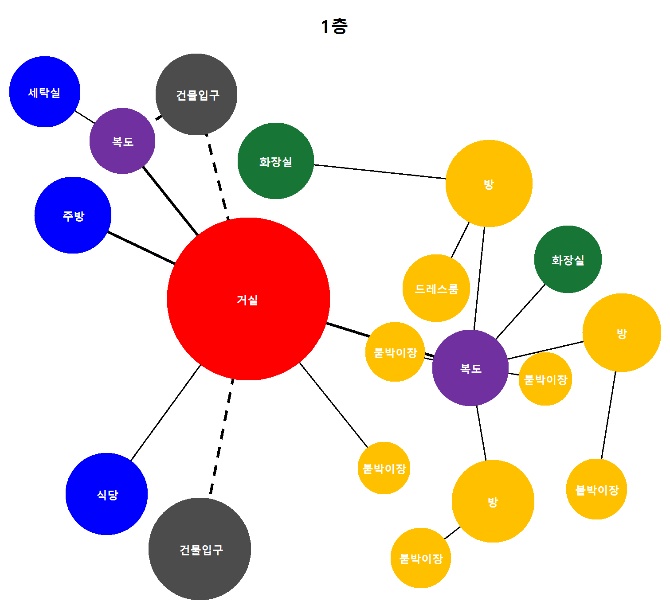 1층
세탁실
건물입구
복도
화장실
방
주방
화장실
드레스룸
거실
방
붙박이장
복도
붙박이장
붙박이장
식당
방
붙박이장
건물입구
붙박이장